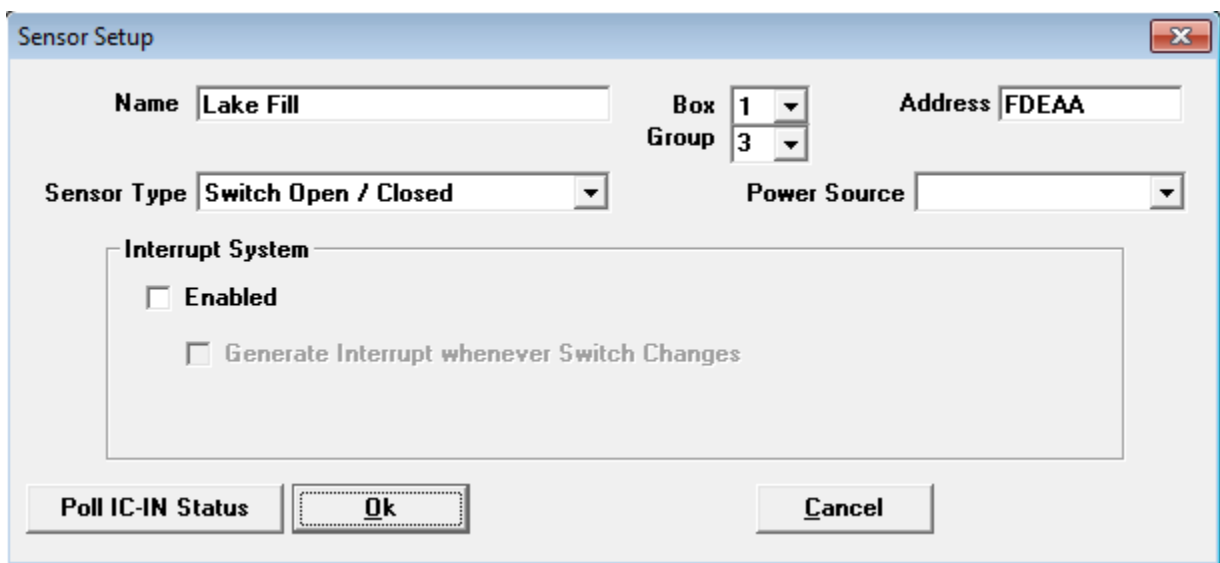 Sensor Setup
Name Lake Fill Box 1 Address FDEAA
Group 3
Sensor Type Switch Open / Closed Power Source
Interrupt System
Enabled
Generate Interrupt whenever Switch Changes
Poll IC-IN Status Ok Cancel